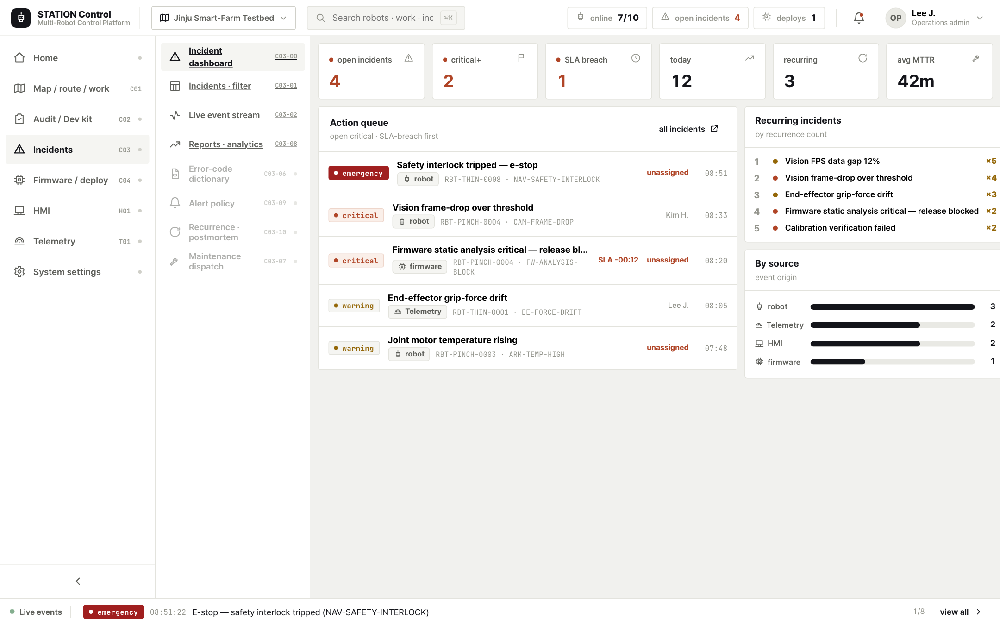 STATION Control
Multi-Robot Control Platform
Jinju Smart-Farm Testbed
Search robots · work · inc
⌘K
online 7/10
open incidents 4
deploys 1
OP
Lee J.
Operations admin
Home
Map / route / work C01
Audit / Dev kit C02
Incidents C03
Firmware / deploy C04
HMI H01
Telemetry T01
System settings
Incident
dashboard
C03-00
Incidents · filter C03-01
Live event stream C03-02
Reports · analytics C03-08
Error-code
dictionary
C03-06
Alert policy C03-09
Recurrence ·
postmortem
C03-10
Maintenance
dispatch
C03-07
open incidents
4
critical+
2
SLA breach
1
today
12
recurring
3
avg MTTR
42m
Action queue
open critical · SLA-breach first
all incidents
emergency
Safety interlock tripped — e-stop
robot RBT-THIN-0008 · NAV-SAFETY-INTERLOCK
unassigned 08:51
critical
Vision frame-drop over threshold
robot RBT-PINCH-0004 · CAM-FRAME-DROP
Kim H. 08:33
critical
Firmware static analysis critical — release bl...
firmware RBT-PINCH-0004 · FW-ANALYSIS-
BLOCK
SLA -00:12 unassigned 08:20
warning
End-effector grip-force drift
Telemetry RBT-THIN-0001 · EE-FORCE-DRIFT
Lee J. 08:05
warning
Joint motor temperature rising
robot RBT-PINCH-0003 · ARM-TEMP-HIGH
unassigned 07:48
Recurring incidents
by recurrence count
1 Vision FPS data gap 12% ×5
2 Vision frame-drop over threshold ×4
3 End-effector grip-force drift ×3
4 Firmware static analysis critical — release blocked ×2
5 Calibration verification failed ×2
By source
event origin
robot 3
Telemetry 2
HMI 2
firmware 1
Live events
emergency 08:51:22 E-stop — safety interlock tripped (NAV-SAFETY-INTERLOCK)
1/8 view all